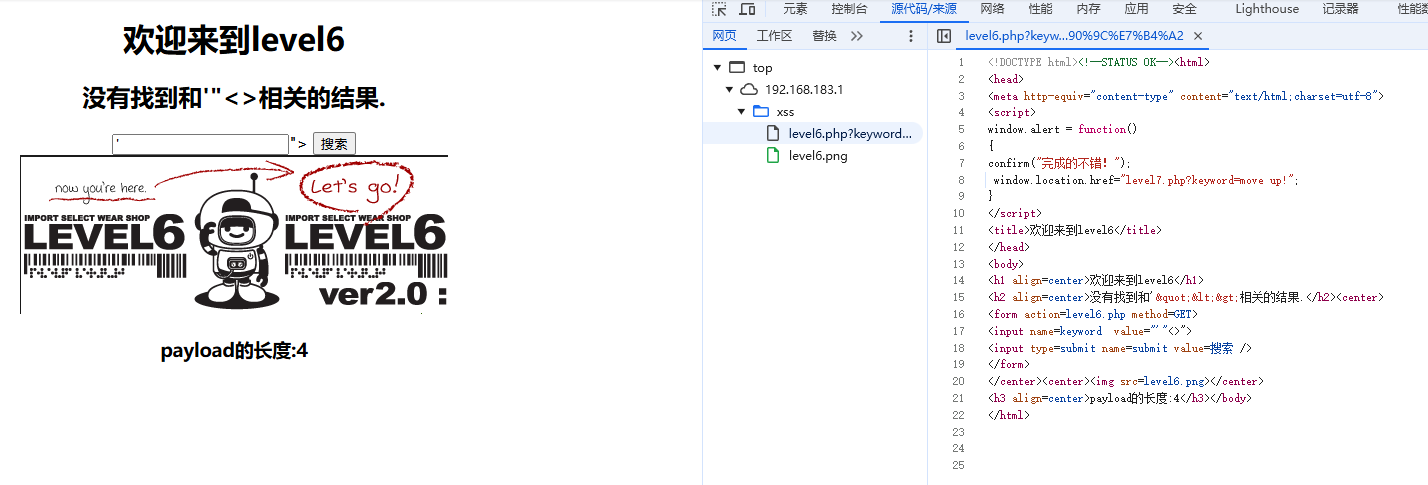 欢迎来到level6
没有找到和'"<>相关的结果.
'
"> 搜索
now you're here. Let's go!
IMPORT SELECT WEAR SHOP IMPORT SELECT WEAR SHOP
LEVEL6 LEVEL6
ver2.0 :
payload的长度:4
元素 控制台 源代码/来源 网络 性能 内存 应用 安全 Lighthouse 记录器
网页 工作区 替换
top
192.168.183.1
xss
level6.php?keyword...
level6.png
level6.php?keyw...90%9C%E7%B4%A2 ×
1 <!DOCTYPE html><!--STATUS OK--><html>
2 <head>
3 <meta http-equiv="content-type" content="text/html;charset=utf-8">
4 <script>
5 window.alert = function()
6 {
7 confirm("完成的不错！");
8 window.location.href="level7.php?keyword=move up!";
9 }
10 </script>
11 <title>欢迎来到level6</title>
12 </head>
13 <body>
14 <h1 align=center>欢迎来到level6</h1>
15 <h2 align=center>没有找到和'&quot;&lt;&gt;相关的结果.</h2><center>
16 <form action=level6.php method=GET>
17 <input name=keyword  value="'"<>">
18 <input type=submit name=submit value=搜索 />
19 </form>
20 </center><center><img src=level6.png></center>
21 <h3 align=center>payload的长度:4</h3></body>
22 </html>
23
24
25